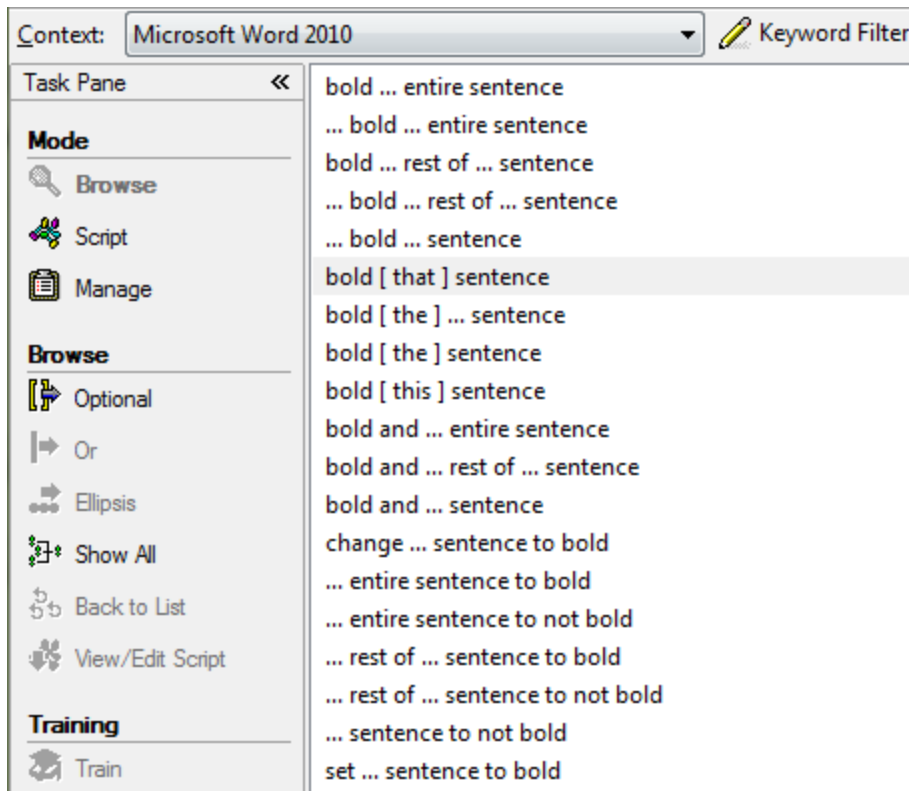 Context: Microsoft Word 2010 Keyword Filter
Task Pane «
Mode
Browse
Script
Manage
Browse
Optional
Or
Ellipsis
Show All
Back to List
View/Edit Script
Training
Train
bold ... entire sentence
... bold ... entire sentence
bold ... rest of ... sentence
... bold ... rest of ... sentence
... bold ... sentence
bold [ that ] sentence
bold [ the ] ... sentence
bold [ the ] sentence
bold [ this ] sentence
bold and ... entire sentence
bold and ... rest of ... sentence
bold and ... sentence
change ... sentence to bold
... entire sentence to bold
... entire sentence to not bold
... rest of ... sentence to bold
... rest of ... sentence to not bold
... sentence to not bold
set ... sentence to bold